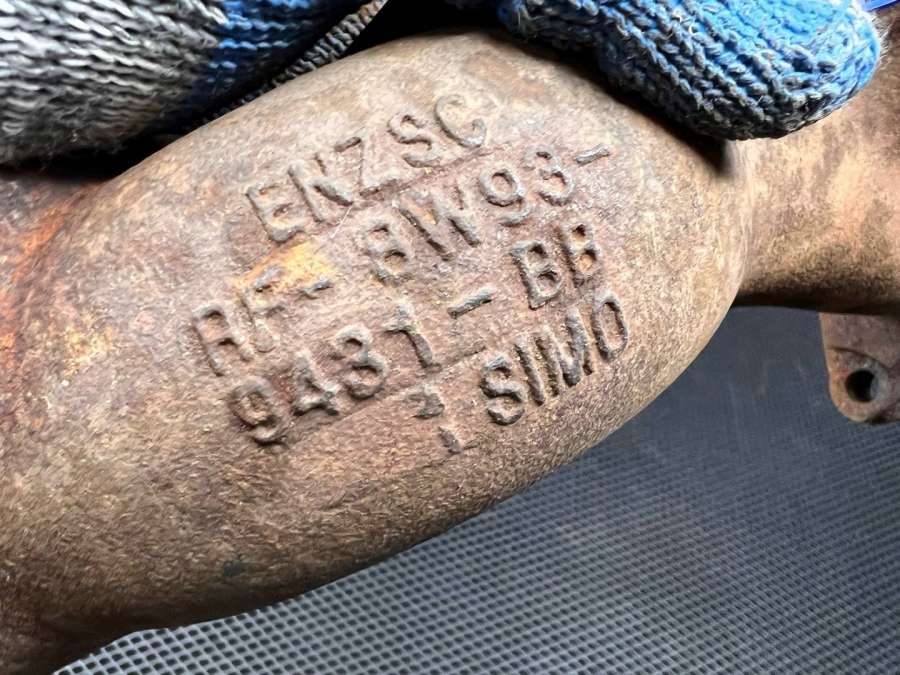 ENZSC
RF-8W93-
9431-BB
SIMO